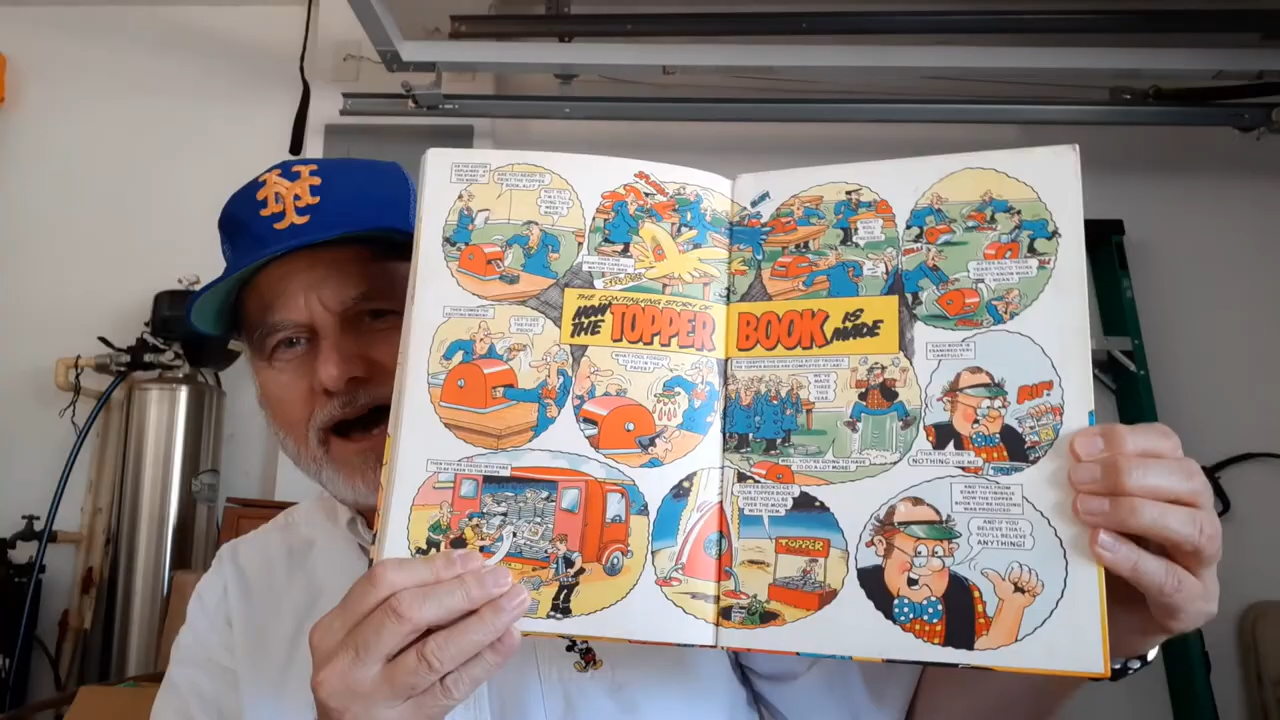 NY
AS THE EDITOR
EXPLAINED AT
THE START OF
THE BOOK...
ARE YOU READY TO
PRINT THE TOPPER
BOOK, ALF?
NOT YET.
I'M STILL
DOING THIS
WEEK'S
THEN THE
PRINTERS CAREFULLY
THE INKS
RIGHT!
ROLL THE
PRESSES!
AFTER ALL THESE
YEARS YOU'D THINK
THEY'D KNOW WHAT
I MEANT.
THE CONTINUING STORY OF
HOW
THE TOPPER BOOK IS
MADE
THEN COMES THE
EXCITING MOMENT—
LET'S SEE
THE FIRST
PROOF.
WHAT FOOL FORGOT
TO PUT IN THE
PAPER?
BUT DESPITE THE ODD LITTLE BIT OF TROUBLE,
THE TOPPER BOOKS ARE COMPLETED AT LAST—
WE'VE
MADE
THREE
THIS
YEAR.
WELL, YOU'RE GOING TO HAVE
TO DO A LOT MORE!
EACH BOOK IS
EXAMINED VERY
CAREFULLY—
RIP!
THAT PICTURE'S
NOTHING LIKE ME!
THEN THEY'RE LOADED INTO VANS
TO BE TAKEN TO THE SHOPS
TOPPER BOOKS! GET
YOUR TOPPER BOOKS
HERE! YOU'LL BE
OVER THE MOON
WITH THEM.
TOPPER
AND THAT, FROM
START TO FINISH, IS
HOW THE TOPPER
BOOK YOU'RE HOLDING
WAS PRODUCED
AND IF YOU
BELIEVE THAT,
YOU'LL BELIEVE
ANYTHING!